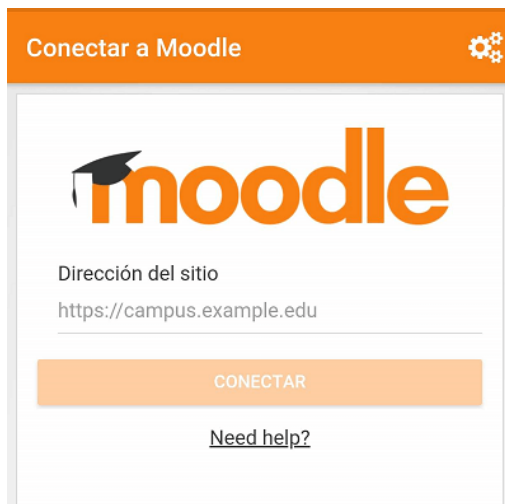 Conectar a Moodle
moodle
Dirección del sitio
https://campus.example.edu
CONECTAR
Need help?